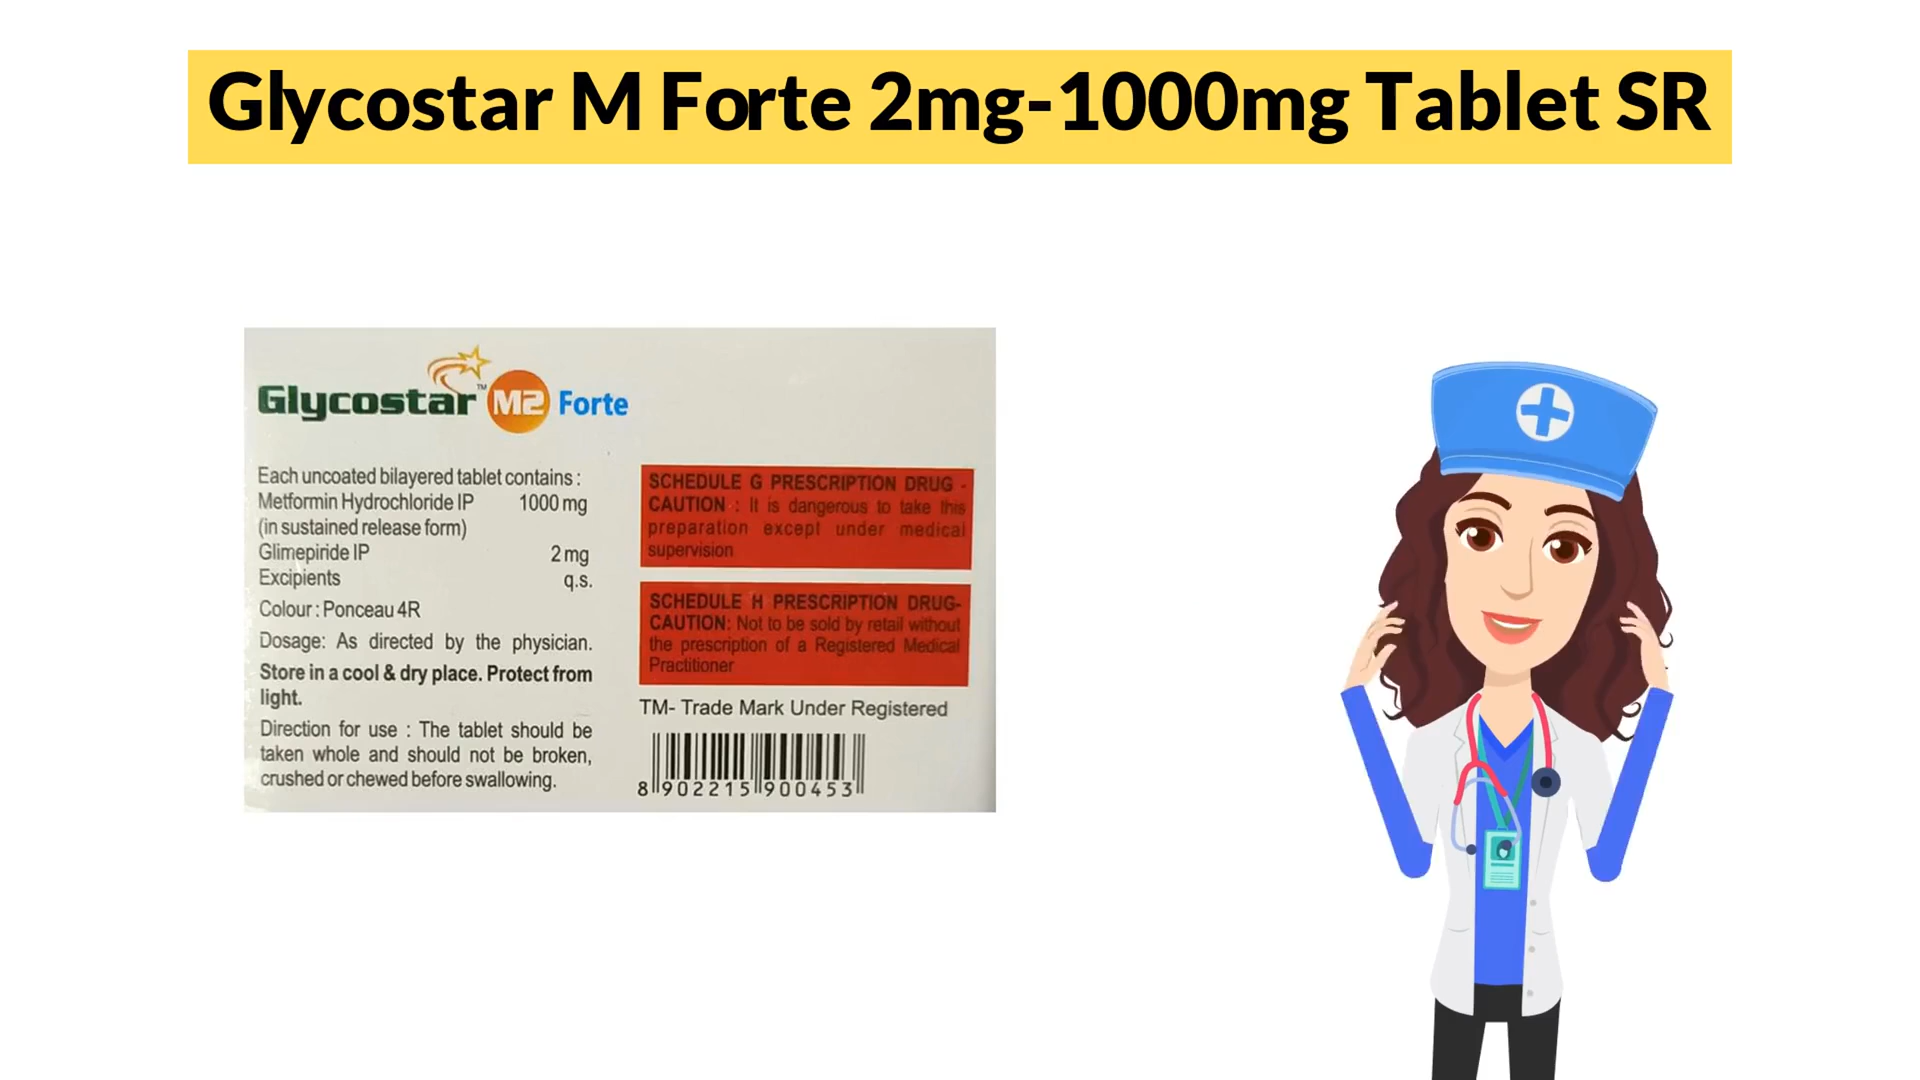 Glycostar M Forte 2mg-1000mg Tablet SR
Glycostar TM M2 Forte
Each uncoated bilayered tablet contains :
Metformin Hydrochloride IP 1000 mg
(in sustained release form)
Glimepiride IP 2 mg
Excipients q.s.
Colour : Ponceau 4R
Dosage: As directed by the physician.
Store in a cool & dry place. Protect from
light.
Direction for use : The tablet should be
taken whole and should not be broken,
crushed or chewed before swallowing.
SCHEDULE G PRESCRIPTION DRUG -
CAUTION : It is dangerous to take this
preparation except under medical
supervision
SCHEDULE H PRESCRIPTION DRUG-
CAUTION: Not to be sold by retail without
the prescription of a Registered Medical
Practitioner
TM- Trade Mark Under Registered
8 902215 900453